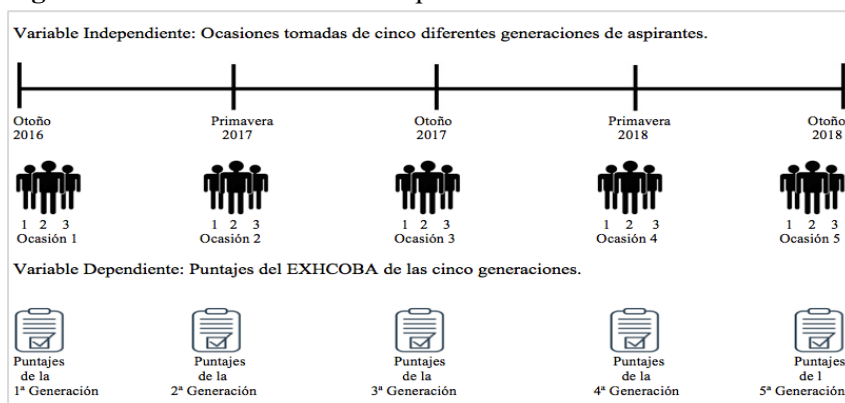 Variable Independiente: Ocasiones tomadas de cinco diferentes generaciones de aspirantes.
Otoño 2016
Primavera 2017
Otoño 2017
Primavera 2018
Otoño 2018
1 2 3
Ocasión 1
1 2 3
Ocasión 2
1 2 3
Ocasión 3
1 2 3
Ocasión 4
1 2 3
Ocasión 5
Variable Dependiente: Puntajes del EXHCOBA de las cinco generaciones.
Puntajes
de la
1ª Generación
Puntajes
de la
2ª Generación
Puntajes
de la
3ª Generación
Puntajes
de la
4ª Generación
Puntajes
de l
5ª Generación